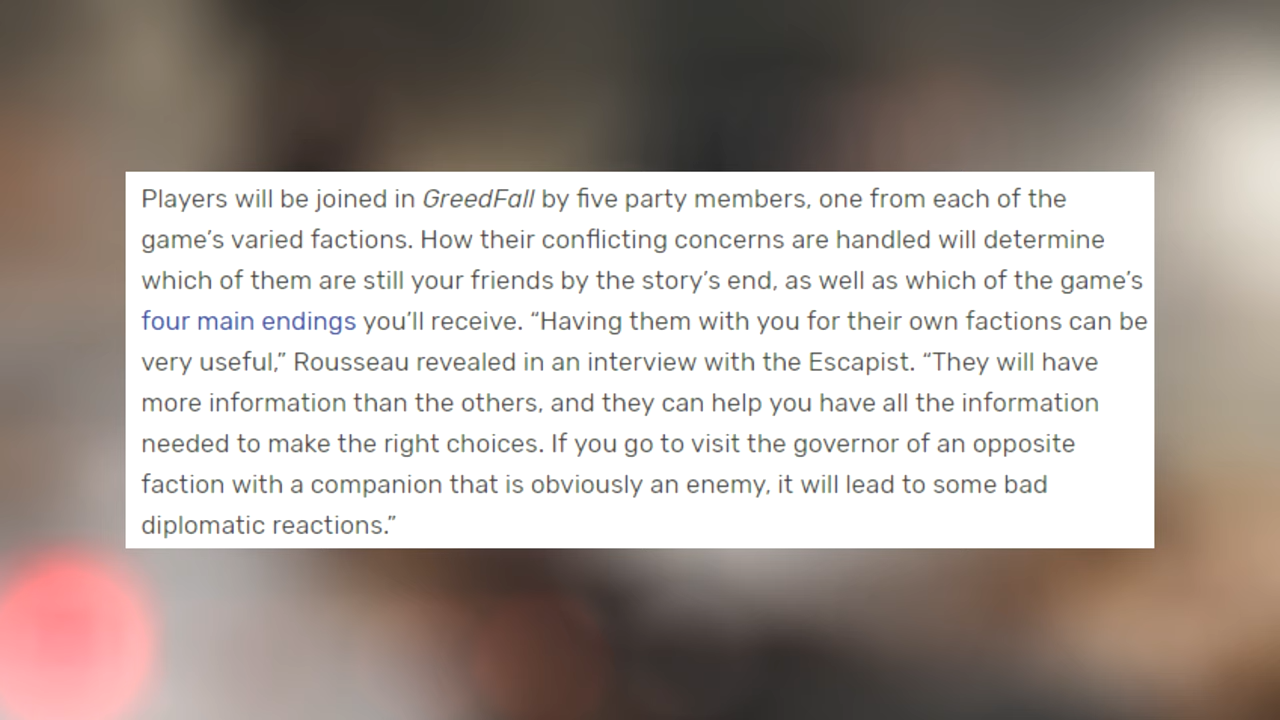 Players will be joined in GreedFall by five party members, one from each of the
game’s varied factions. How their conflicting concerns are handled will determine
which of them are still your friends by the story’s end, as well as which of the game’s
four main endings you’ll receive. “Having them with you for their own factions can be
very useful,” Rousseau revealed in an interview with the Escapist. “They will have
more information than the others, and they can help you have all the information
needed to make the right choices. If you go to visit the governor of an opposite
faction with a companion that is obviously an enemy, it will lead to some bad
diplomatic reactions.”